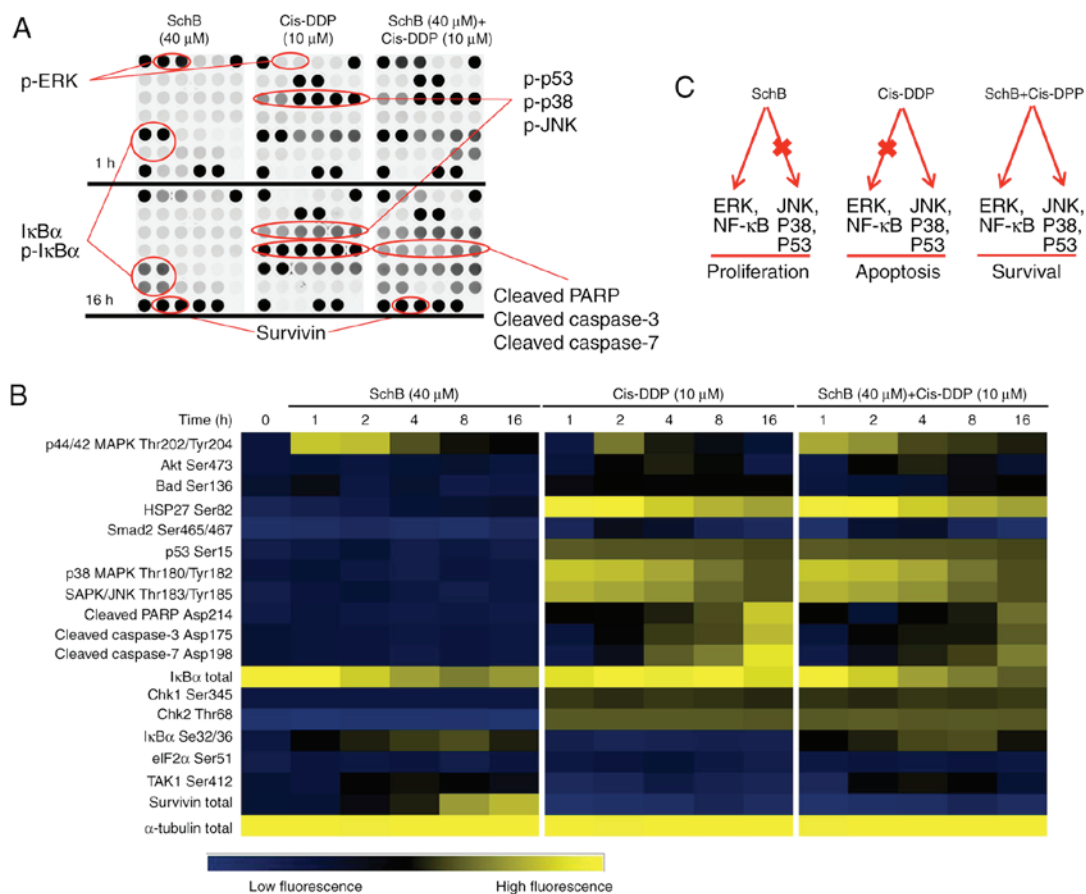 A
SchB
(40 μM)
Cis-DDP
(10 μM)
SchB (40 μM)+
Cis-DDP (10 μM)
p-ERK
p-p53
p-p38
p-JNK
1 h
IκBα
p-IκBα
16 h
Survivin
Cleaved PARP
Cleaved caspase-3
Cleaved caspase-7
C
SchB
Cis-DDP
SchB+Cis-DPP
ERK,
NF-κB
JNK,
P38,
P53
ERK,
NF-κB
JNK,
P38,
P53
ERK,
NF-κB
JNK,
P38,
P53
Proliferation
Apoptosis
Survival
B
SchB (40 μM)
Cis-DDP (10 μM)
SchB (40 μM)+Cis-DDP (10 μM)
Time (h) 0 1 2 4 8 16 1 2 4 8 16 1 2 4 8 16
p44/42 MAPK Thr202/Tyr204
Akt Ser473
Bad Ser136
HSP27 Ser82
Smad2 Ser465/467
p53 Ser15
p38 MAPK Thr180/Tyr182
SAPK/JNK Thr183/Tyr185
Cleaved PARP Asp214
Cleaved caspase-3 Asp175
Cleaved caspase-7 Asp198
IκBα total
Chk1 Ser345
Chk2 Thr68
IκBα Se32/36
eIF2α Ser51
TAK1 Ser412
Survivin total
α-tubulin total
Low fluorescence
High fluorescence